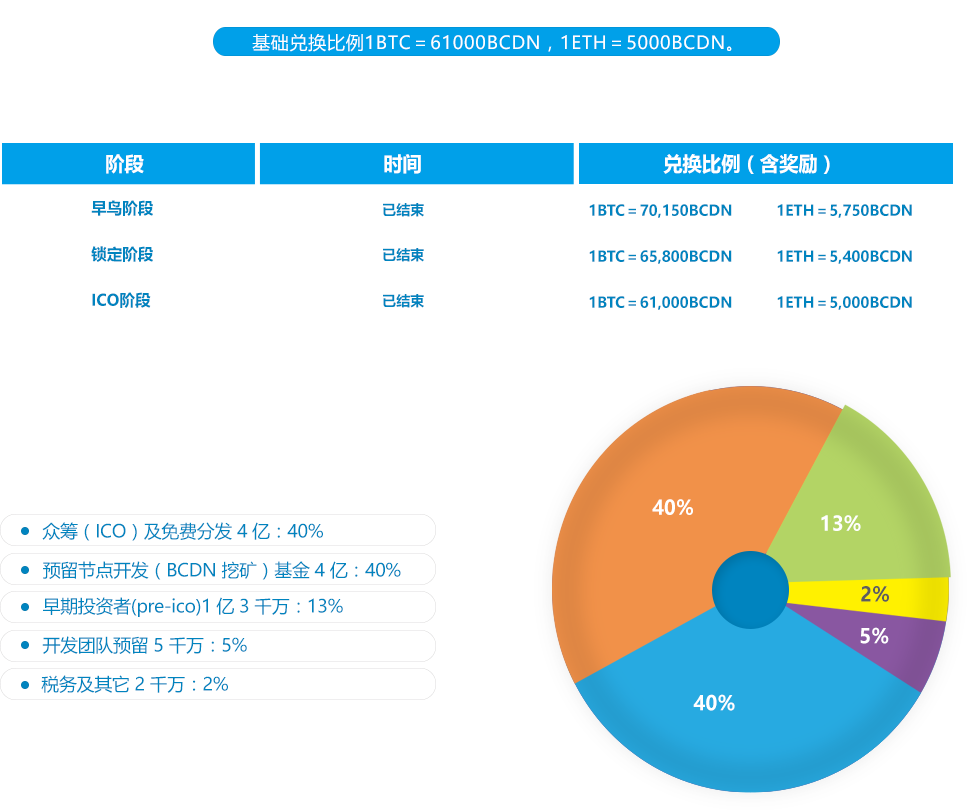 基础兑换比例1BTC＝61000BCDN，1ETH＝5000BCDN。
阶段 时间 兑换比例（含奖励）
早鸟阶段 已结束 1BTC＝70,150BCDN 1ETH＝5,750BCDN
锁定阶段 已结束 1BTC＝65,800BCDN 1ETH＝5,400BCDN
ICO阶段 已结束 1BTC＝61,000BCDN 1ETH＝5,000BCDN
• 众筹（ICO）及免费分发 4 亿：40%
• 预留节点开发（BCDN 挖矿）基金 4 亿：40%
• 早期投资者(pre-ico)1 亿 3 千万：13%
• 开发团队预留 5 千万：5%
• 税务及其它 2 千万：2%
40%
13%
2%
5%
40%